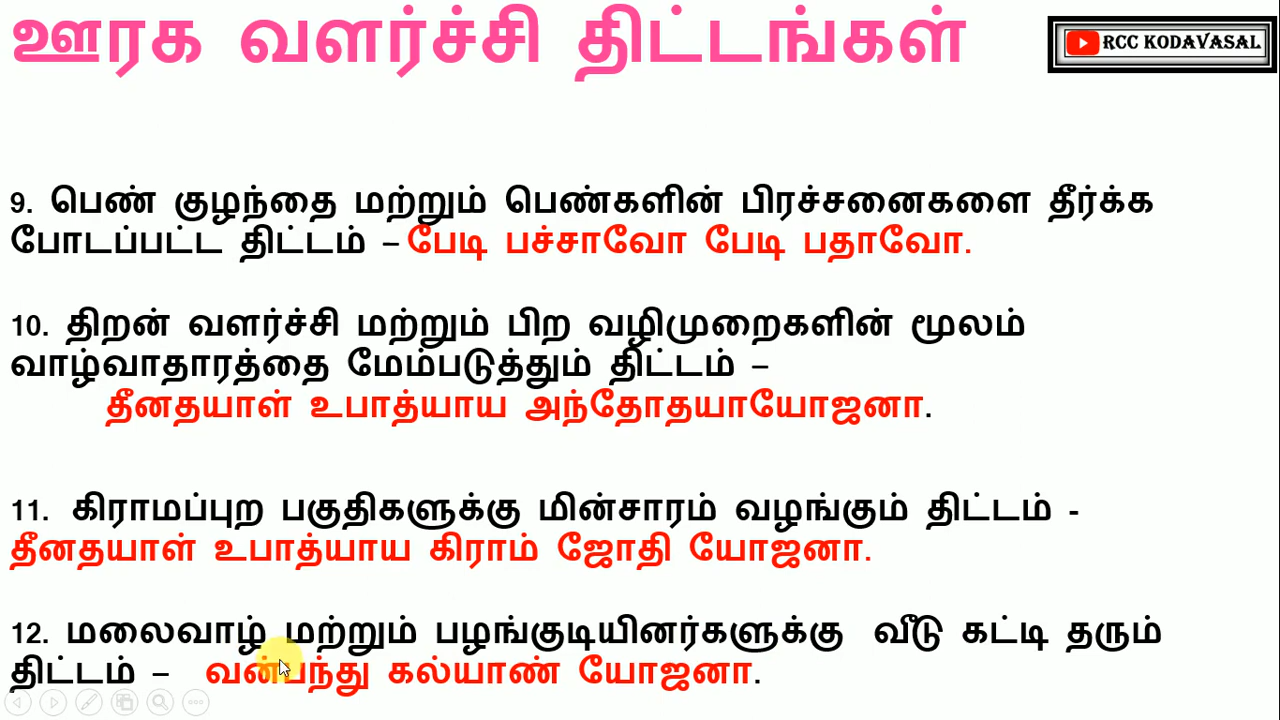 ஊரக வளர்ச்சி திட்டங்கள்
RCC KODAVASAL
9. பெண் குழந்தை மற்றும் பெண்களின் பிரச்சனைகளை தீர்க்க
போடப்பட்ட திட்டம் – பேடி பச்சாவோ பேடி பதாவோ.
10. திறன் வளர்ச்சி மற்றும் பிற வழிமுறைகளின் மூலம்
வாழ்வாதாரத்தை மேம்படுத்தும் திட்டம் –
தீனதயாள் உபாத்யாய அந்தோதயாயோஜனா.
11. கிராமப்புற பகுதிகளுக்கு மின்சாரம் வழங்கும் திட்டம் -
தீனதயாள் உபாத்யாய கிராம் ஜோதி யோஜனா.
12. மலைவாழ் மற்றும் பழங்குடியினர்களுக்கு வீடு கட்டி தரும்
திட்டம் – வன்பந்து கல்யாண் யோஜனா.